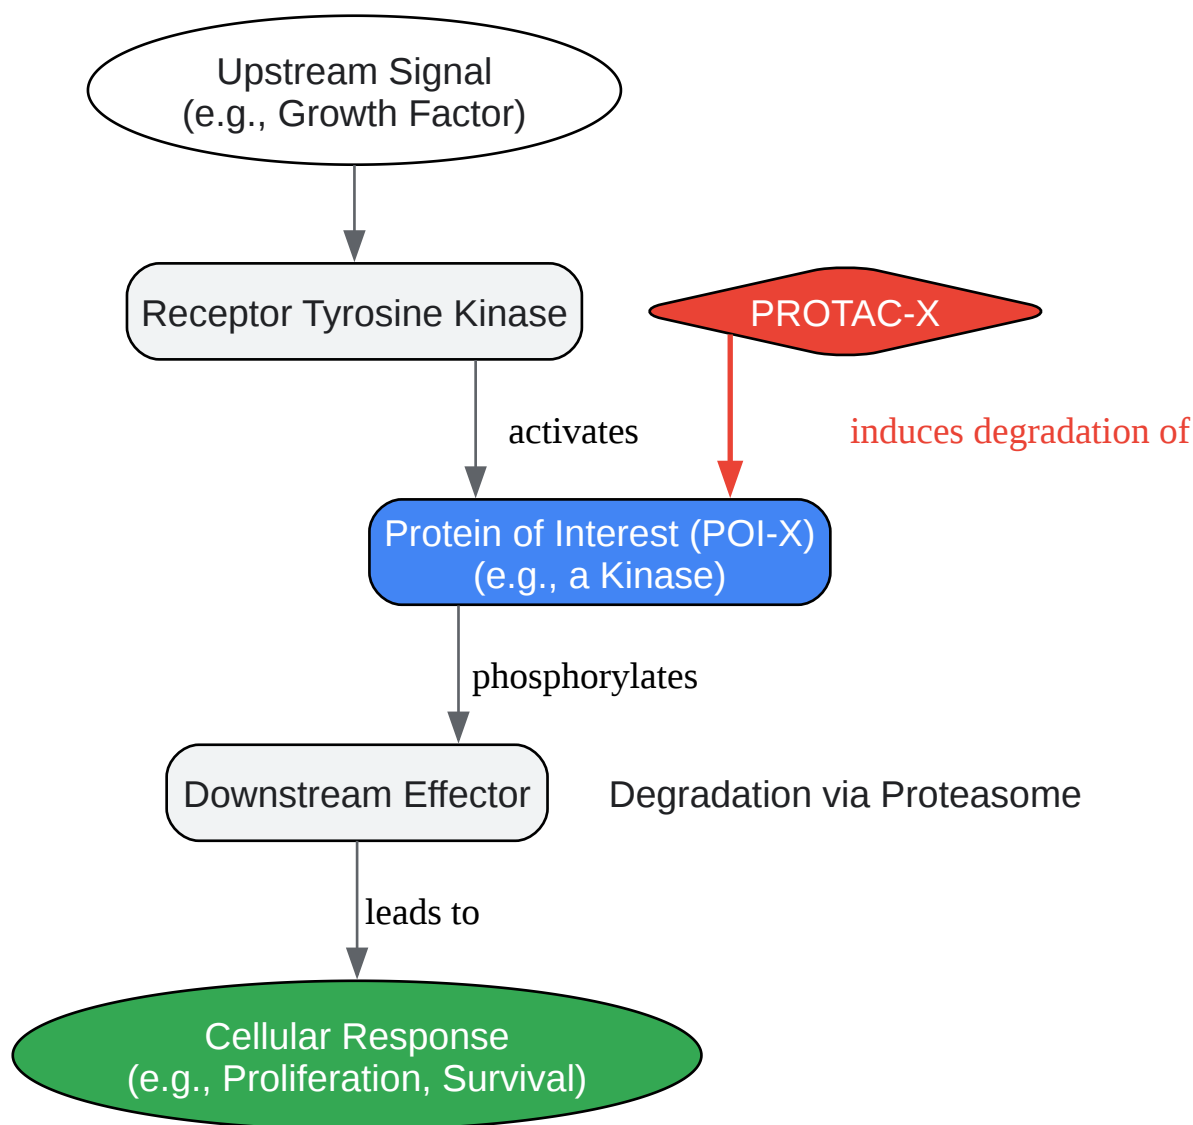 Upstream Signal
(e.g., Growth Factor)
Receptor Tyrosine Kinase
PROTAC-X
activates
induces degradation of
Protein of Interest (POI-X)
(e.g., a Kinase)
phosphorylates
Downstream Effector
Degradation via Proteasome
leads to
Cellular Response
(e.g., Proliferation, Survival)